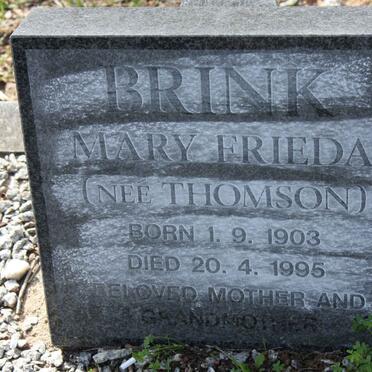 BRINK
MARY FRIEDA
(NEE THOMSON)
BORN 1. 9. 1903
DIED 20. 4. 1995
BELOVED MOTHER AND
GRANDMOTHER